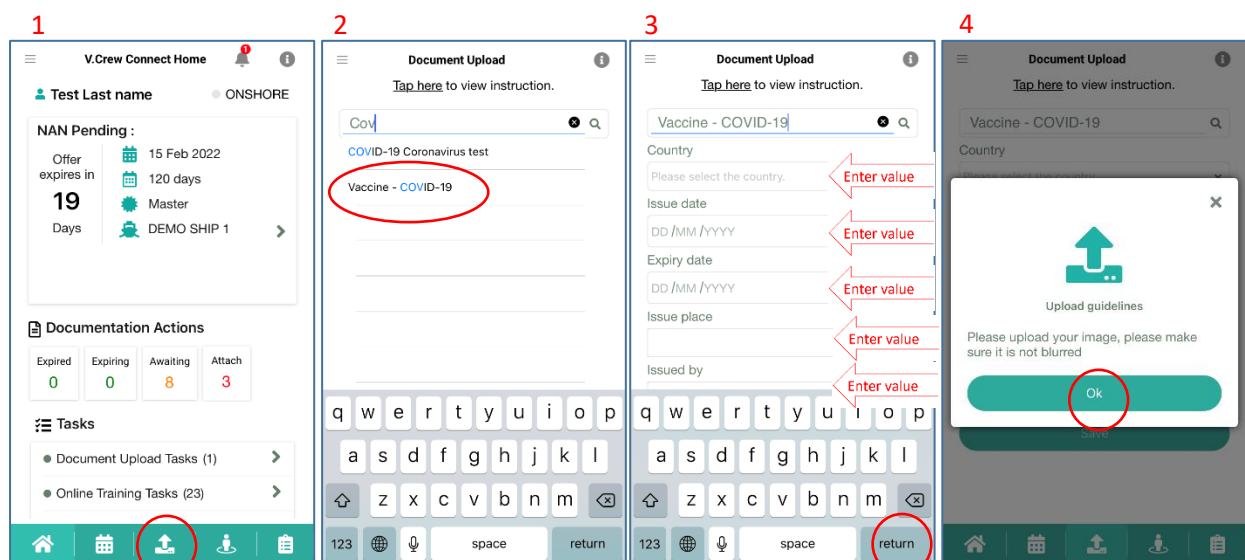 1
V.Crew Connect Home
1
Test Last name
ONSHORE
NAN Pending :
Offer
expires in
19
Days
15 Feb 2022
120 days
Master
DEMO SHIP 1
Documentation Actions
Expired
0
Expiring
0
Awaiting
8
Attach
3
Tasks
Document Upload Tasks (1)
Online Training Tasks (23)
2
Document Upload
Tap here to view instruction.
Cov
COVID-19 Coronavirus test
Vaccine - COVID-19
q w e r t y u i o p
a s d f g h j k l
z x c v b n m
123 space return
3
Document Upload
Tap here to view instruction.
Vaccine - COVID-19
Country
Please select the country.
Enter value
Issue date
DD /MM /YYYY
Enter value
Expiry date
DD /MM /YYYY
Enter value
Issue place
Enter value
Issued by
Enter value
q w e r t y u i o p
a s d f g h j k l
z x c v b n m
123 space return
4
Document Upload
Tap here to view instruction.
Vaccine - COVID-19
Country
Please select the country.
Upload guidelines
Please upload your image, please make
sure it is not blurred
Ok
Save